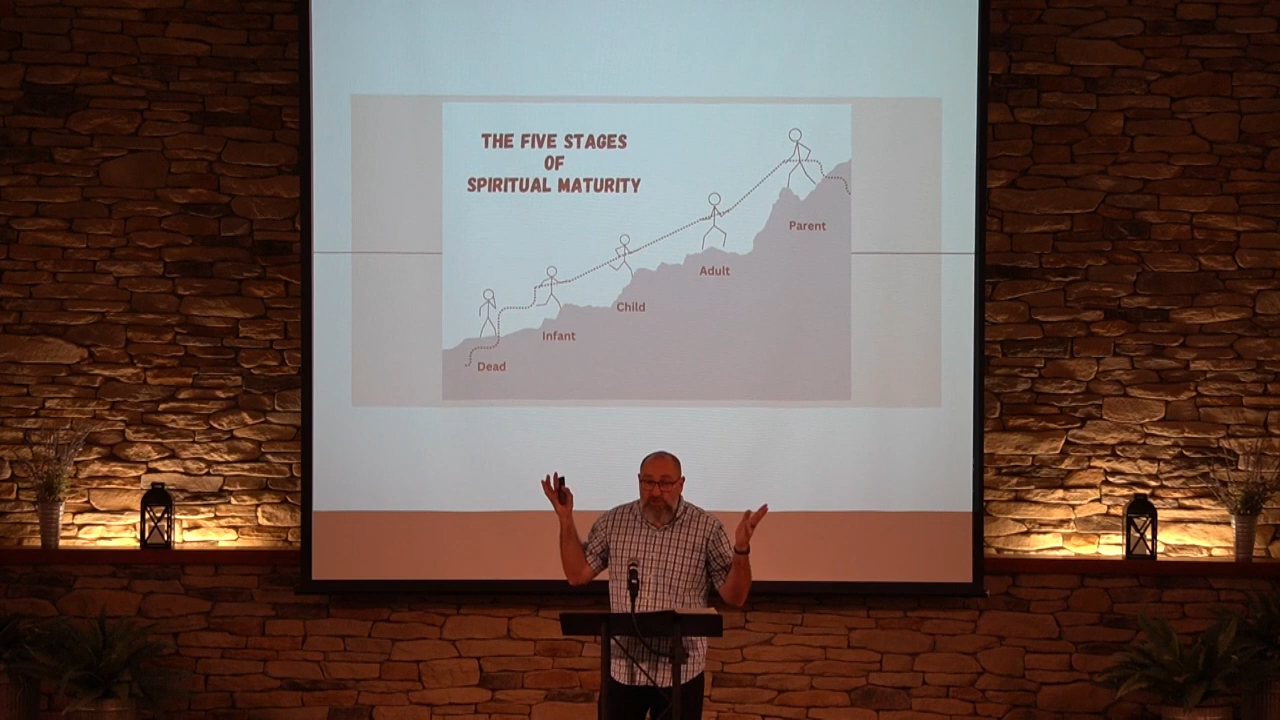 THE FIVE STAGES
OF
SPIRITUAL MATURITY
Parent
Adult
Child
Infant
Dead